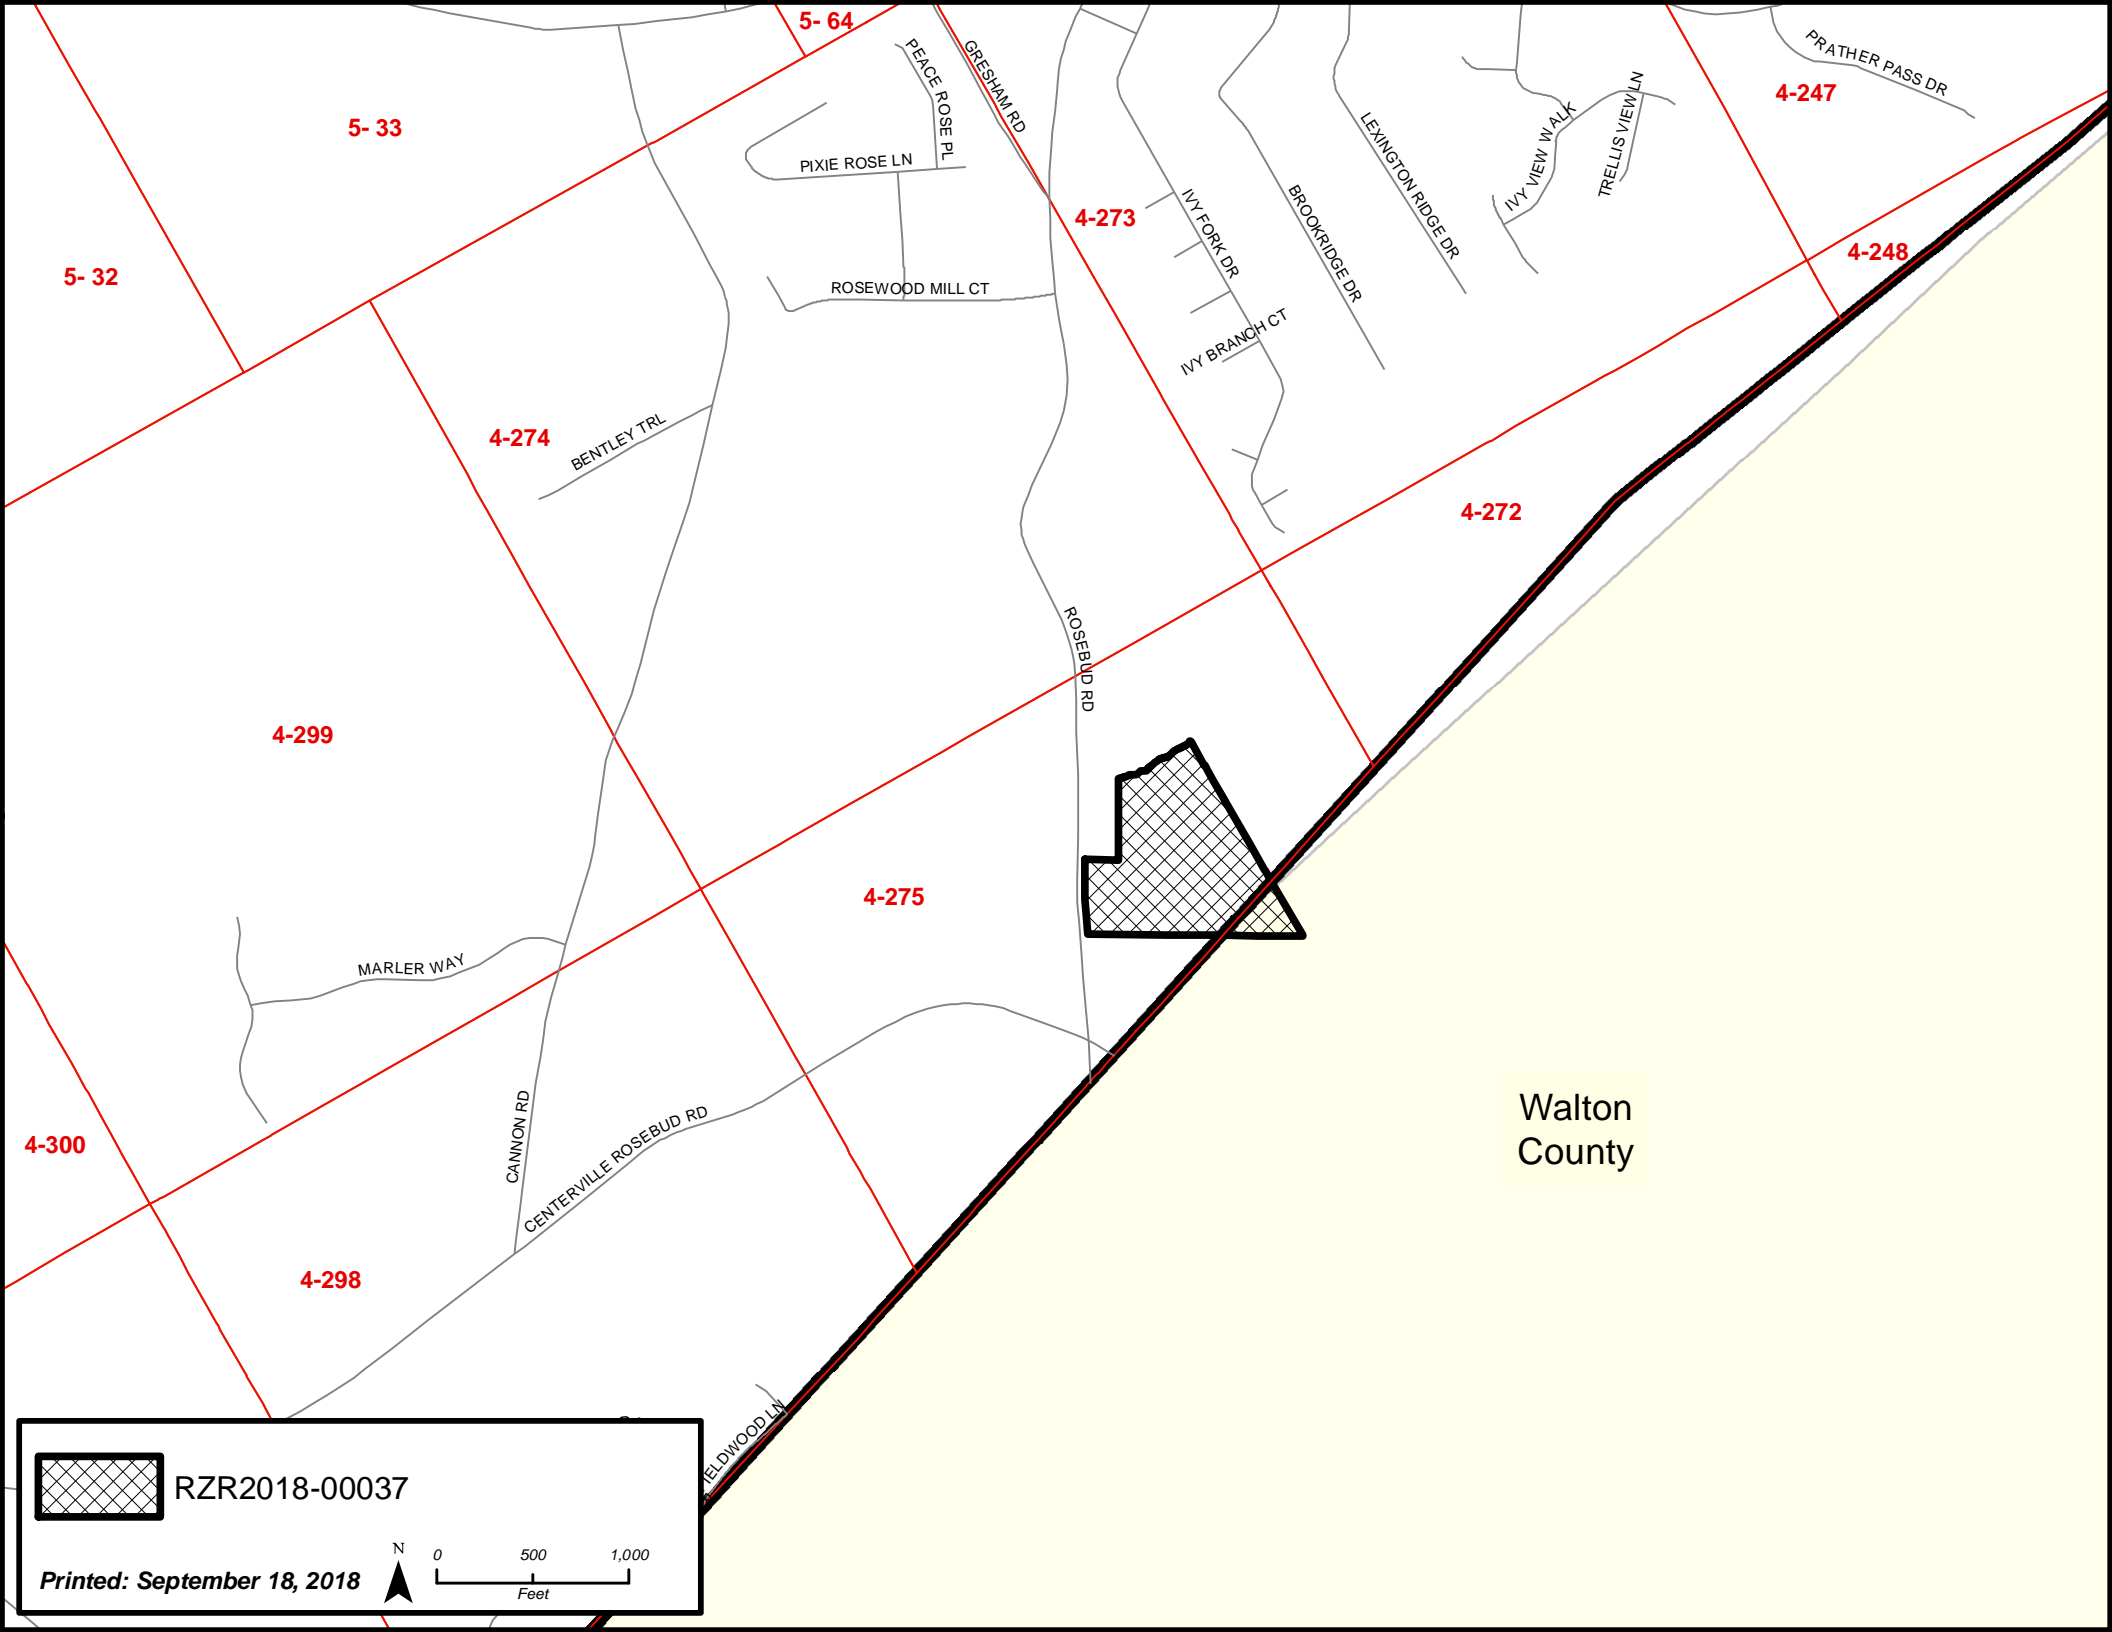 5- 64
PRATHER PASS DR
4-247
5- 33
PEACE ROSE PL
GRESHAM RD
PIXIE ROSE LN
LEXINGTON RIDGE DR
IVY VIEW WALK
TRELLIS VIEW LN
4-273
IVY FORK DR
BROOKRIDGE DR
4-248
5- 32
ROSEWOOD MILL CT
IVY BRANCH CT
4-274
BENTLEY TRL
4-272
ROSEBUD RD
4-299
4-275
MARLER WAY
CANNON RD
CENTERVILLE ROSEBUD RD
Walton
County
4-300
4-298
IELDWOOD LN
RZR2018-00037
N
0 500 1,000
Feet
Printed: September 18, 2018